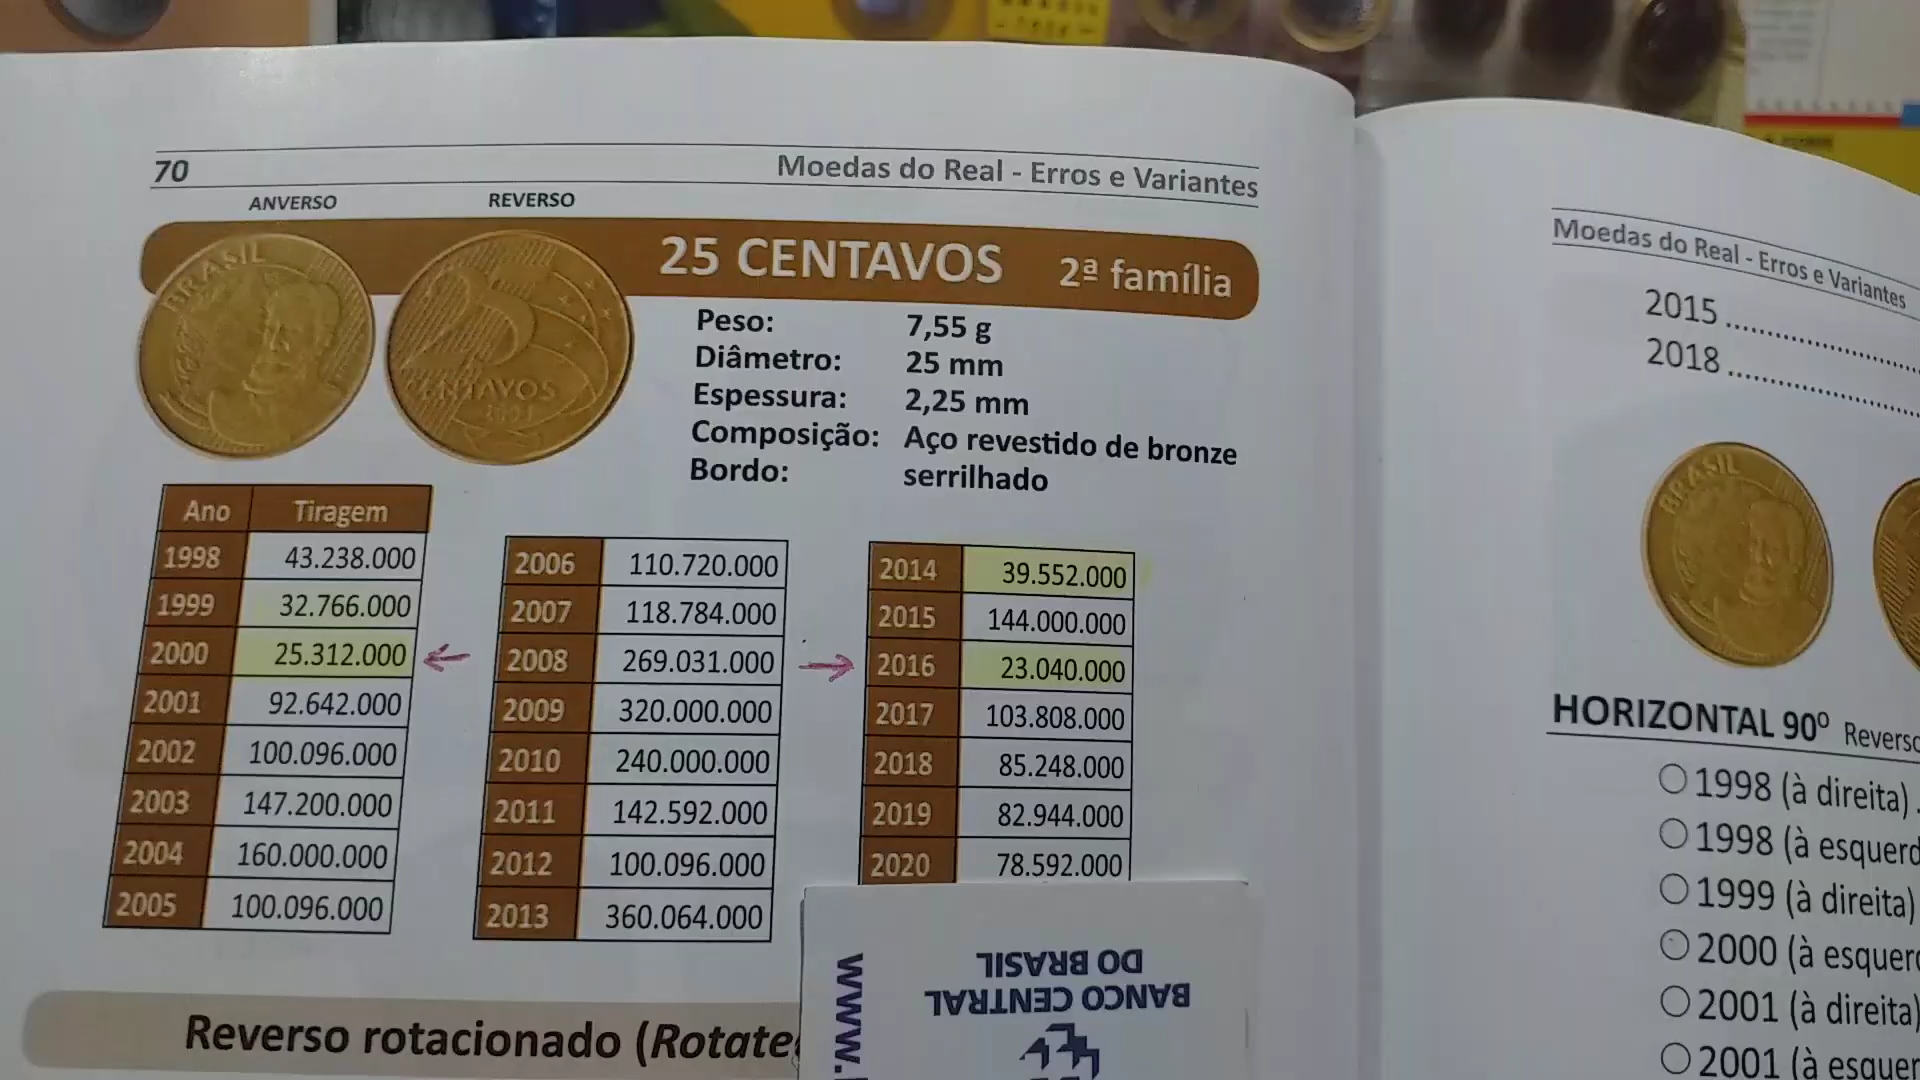 70
Moedas do Real - Erros e Variantes
ANVERSO
REVERSO
25 CENTAVOS 2ª família
BRASIL
CENTAVOS
Peso: 7,55 g
Diâmetro: 25 mm
Espessura: 2,25 mm
Composição: Aço revestido de bronze
Bordo: serrilhado
Ano Tiragem
1998 43.238.000
1999 32.766.000
2000 25.312.000
2001 92.642.000
2002 100.096.000
2003 147.200.000
2004 160.000.000
2005 100.096.000
2006 110.720.000
2007 118.784.000
2008 269.031.000
2009 320.000.000
2010 240.000.000
2011 142.592.000
2012 100.096.000
2013 360.064.000
2014 39.552.000
2015 144.000.000
2016 23.040.000
2017 103.808.000
2018 85.248.000
2019 82.944.000
2020 78.592.000
Reverso rotacionado (Rotate
BANCO CENTRAL
DO BRASIL
www.
Moedas do Real - Erros e Variantes
2015 ........................
2018 ........................
BRASIL
HORIZONTAL 90º Reverso
1998 (à direita) .
1998 (à esquerd
1999 (à direita)
2000 (à esquerd
2001 (à direita)
2001 (à esquer